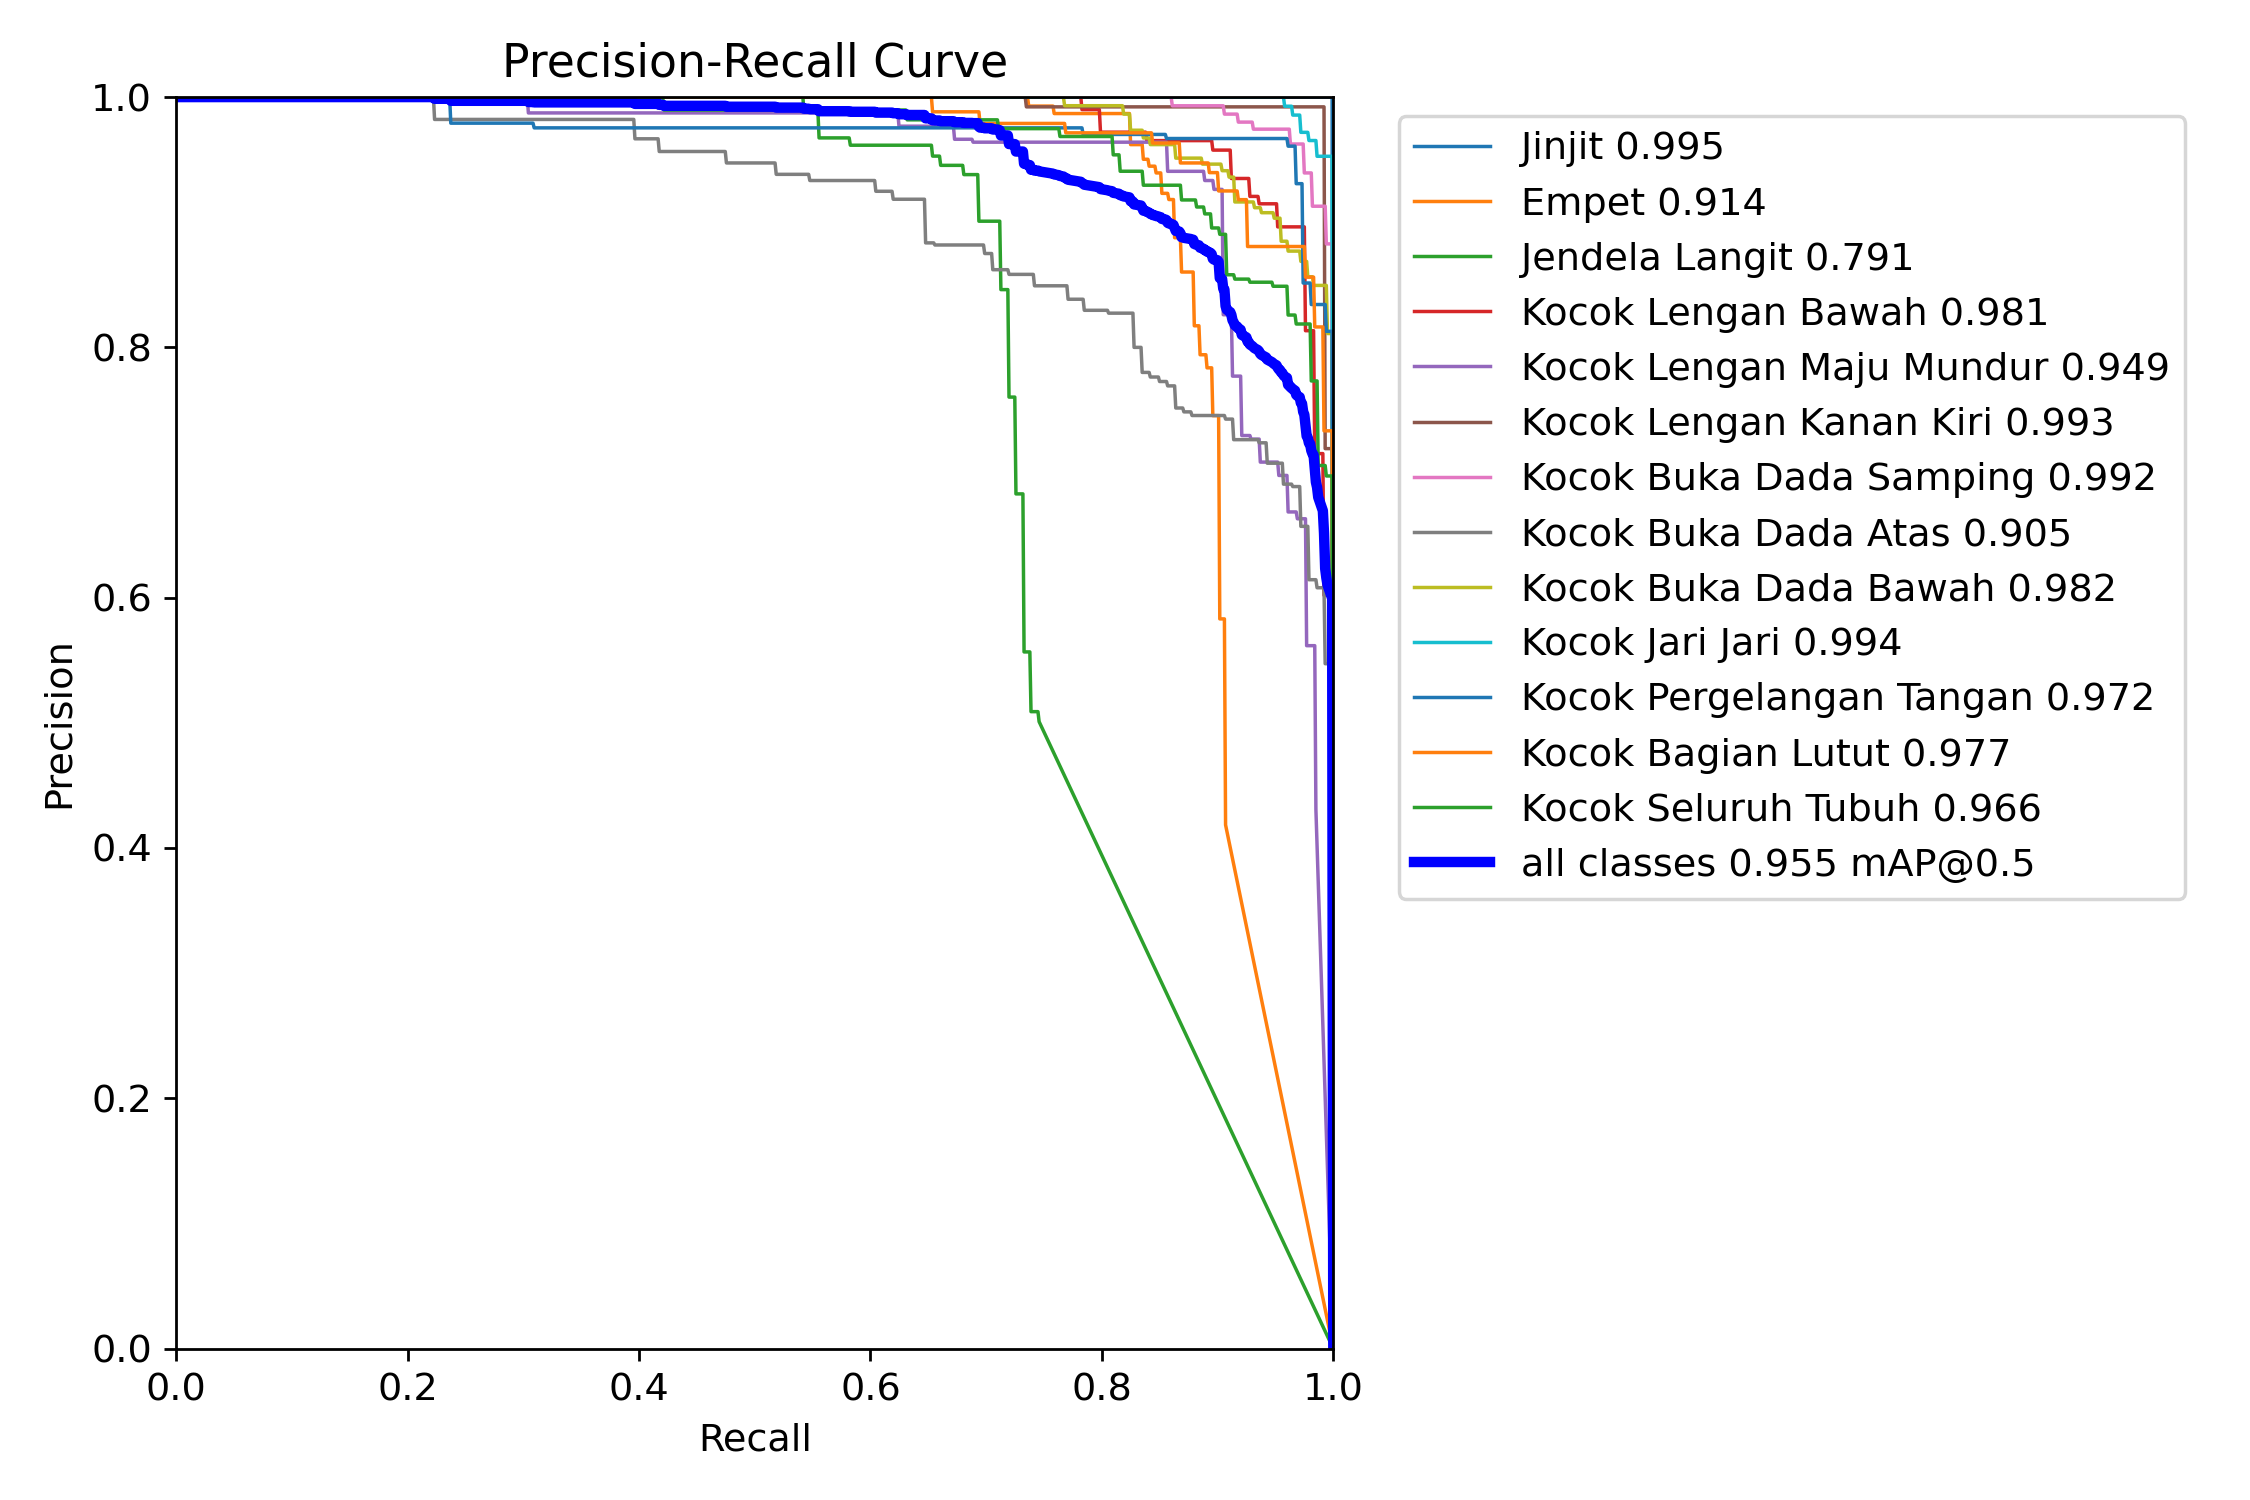 Precision-Recall Curve
1.0
0.8
0.6
0.4
0.2
0.0
Precision
0.0 0.2 0.4 0.6 0.8 1.0
Recall
Jinjit 0.995
Empet 0.914
Jendela Langit 0.791
Kocok Lengan Bawah 0.981
Kocok Lengan Maju Mundur 0.949
Kocok Lengan Kanan Kiri 0.993
Kocok Buka Dada Samping 0.992
Kocok Buka Dada Atas 0.905
Kocok Buka Dada Bawah 0.982
Kocok Jari Jari 0.994
Kocok Pergelangan Tangan 0.972
Kocok Bagian Lutut 0.977
Kocok Seluruh Tubuh 0.966
all classes 0.955 mAP@0.5